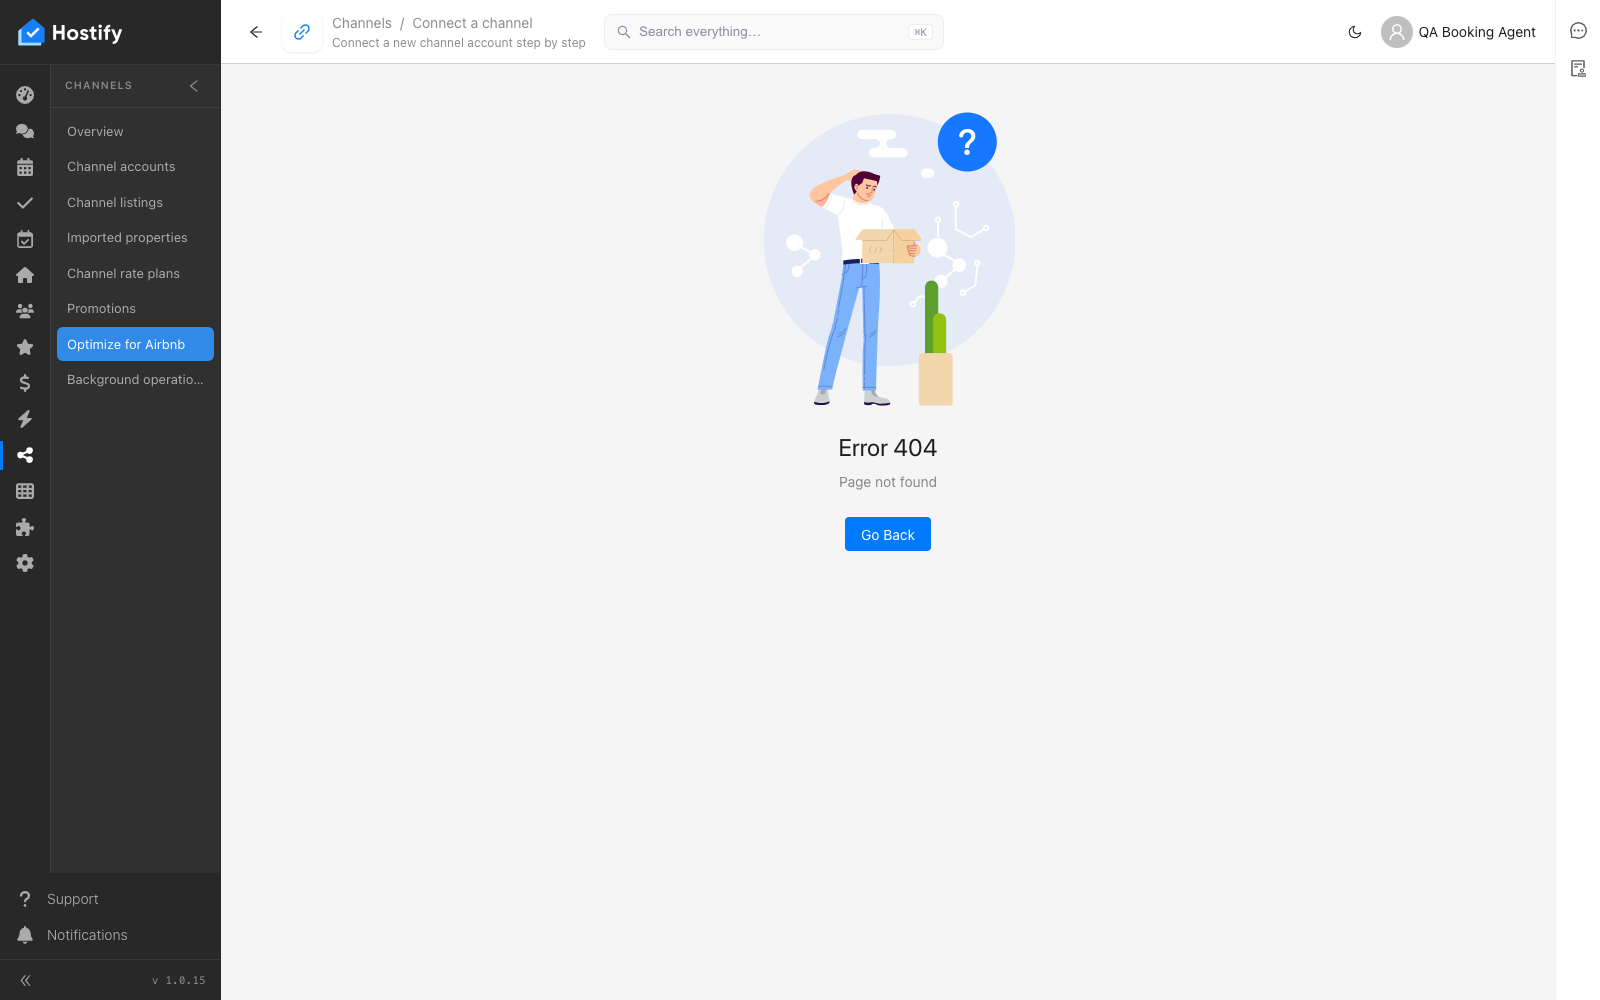 Hostify
Channels / Connect a channel
Connect a new channel account step by step
Search everything...
⌘K
QA Booking Agent
CHANNELS
Overview
Channel accounts
Channel listings
Imported properties
Channel rate plans
Promotions
Optimize for Airbnb
Background operatio...
?
Error 404
Page not found
Go Back
Support
Notifications
v 1.0.15